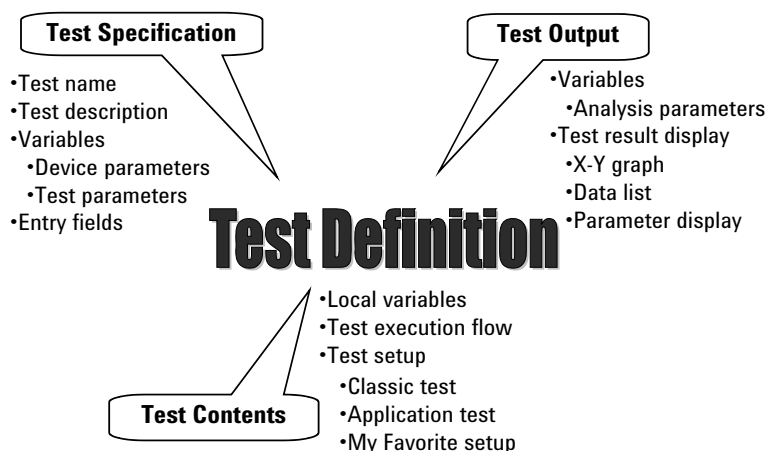 Test Specification
•Test name
•Test description
•Variables
•Device parameters
•Test parameters
•Entry fields
Test Output
•Variables
•Analysis parameters
•Test result display
•X-Y graph
•Data list
•Parameter display
Test Definition
•Local variables
•Test execution flow
•Test setup
•Classic test
•Application test
•My Favorite setup
Test Contents